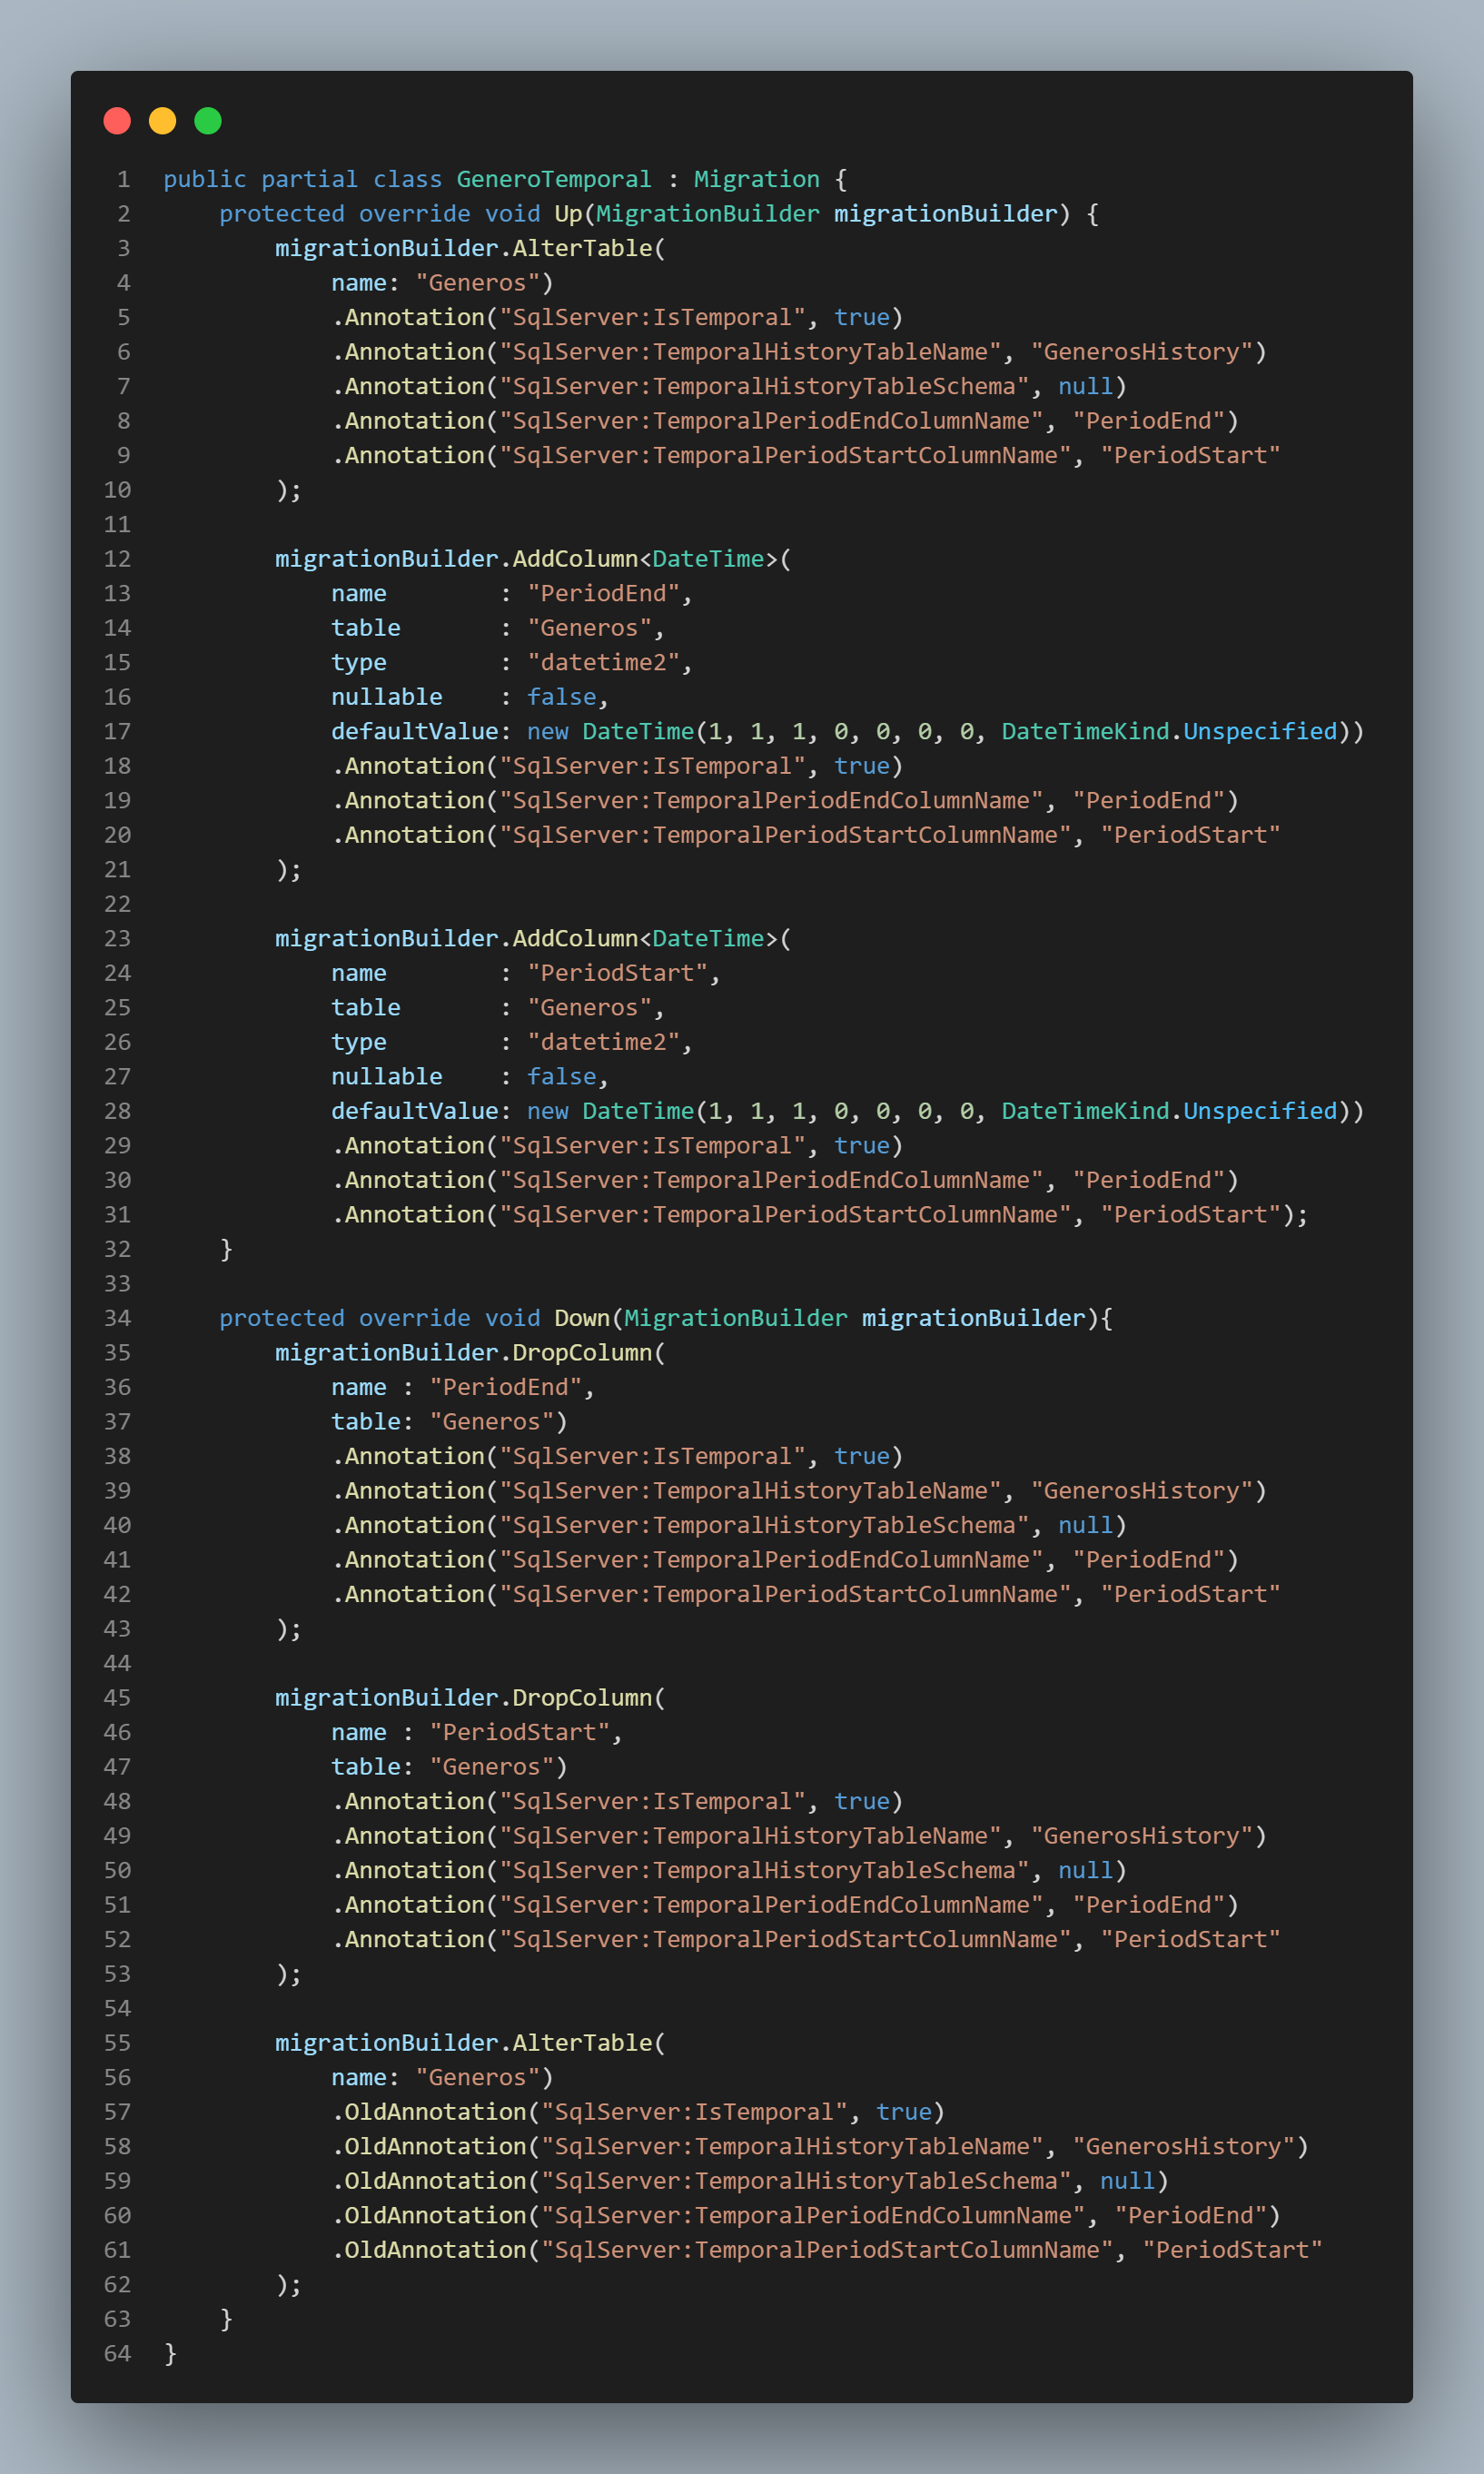 1 public partial class GeneroTemporal : Migration {
2     protected override void Up(MigrationBuilder migrationBuilder) {
3         migrationBuilder.AlterTable(
4             name: "Generos")
5             .Annotation("SqlServer:IsTemporal", true)
6             .Annotation("SqlServer:TemporalHistoryTableName", "GenerosHistory")
7             .Annotation("SqlServer:TemporalHistoryTableSchema", null)
8             .Annotation("SqlServer:TemporalPeriodEndColumnName", "PeriodEnd")
9             .Annotation("SqlServer:TemporalPeriodStartColumnName", "PeriodStart"
10         );
11
12         migrationBuilder.AddColumn<DateTime>(
13             name        : "PeriodEnd",
14             table       : "Generos",
15             type        : "datetime2",
16             nullable    : false,
17             defaultValue: new DateTime(1, 1, 1, 0, 0, 0, 0, DateTimeKind.Unspecified))
18             .Annotation("SqlServer:IsTemporal", true)
19             .Annotation("SqlServer:TemporalPeriodEndColumnName", "PeriodEnd")
20             .Annotation("SqlServer:TemporalPeriodStartColumnName", "PeriodStart"
21         );
22
23         migrationBuilder.AddColumn<DateTime>(
24             name        : "PeriodStart",
25             table       : "Generos",
26             type        : "datetime2",
27             nullable    : false,
28             defaultValue: new DateTime(1, 1, 1, 0, 0, 0, 0, DateTimeKind.Unspecified))
29             .Annotation("SqlServer:IsTemporal", true)
30             .Annotation("SqlServer:TemporalPeriodEndColumnName", "PeriodEnd")
31             .Annotation("SqlServer:TemporalPeriodStartColumnName", "PeriodStart");
32     }
33
34     protected override void Down(MigrationBuilder migrationBuilder){
35         migrationBuilder.DropColumn(
36             name : "PeriodEnd",
37             table: "Generos")
38             .Annotation("SqlServer:IsTemporal", true)
39             .Annotation("SqlServer:TemporalHistoryTableName", "GenerosHistory")
40             .Annotation("SqlServer:TemporalHistoryTableSchema", null)
41             .Annotation("SqlServer:TemporalPeriodEndColumnName", "PeriodEnd")
42             .Annotation("SqlServer:TemporalPeriodStartColumnName", "PeriodStart"
43         );
44
45         migrationBuilder.DropColumn(
46             name : "PeriodStart",
47             table: "Generos")
48             .Annotation("SqlServer:IsTemporal", true)
49             .Annotation("SqlServer:TemporalHistoryTableName", "GenerosHistory")
50             .Annotation("SqlServer:TemporalHistoryTableSchema", null)
51             .Annotation("SqlServer:TemporalPeriodEndColumnName", "PeriodEnd")
52             .Annotation("SqlServer:TemporalPeriodStartColumnName", "PeriodStart"
53         );
54
55         migrationBuilder.AlterTable(
56             name: "Generos")
57             .OldAnnotation("SqlServer:IsTemporal", true)
58             .OldAnnotation("SqlServer:TemporalHistoryTableName", "GenerosHistory")
59             .OldAnnotation("SqlServer:TemporalHistoryTableSchema", null)
60             .OldAnnotation("SqlServer:TemporalPeriodEndColumnName", "PeriodEnd")
61             .OldAnnotation("SqlServer:TemporalPeriodStartColumnName", "PeriodStart"
62         );
63     }
64 }